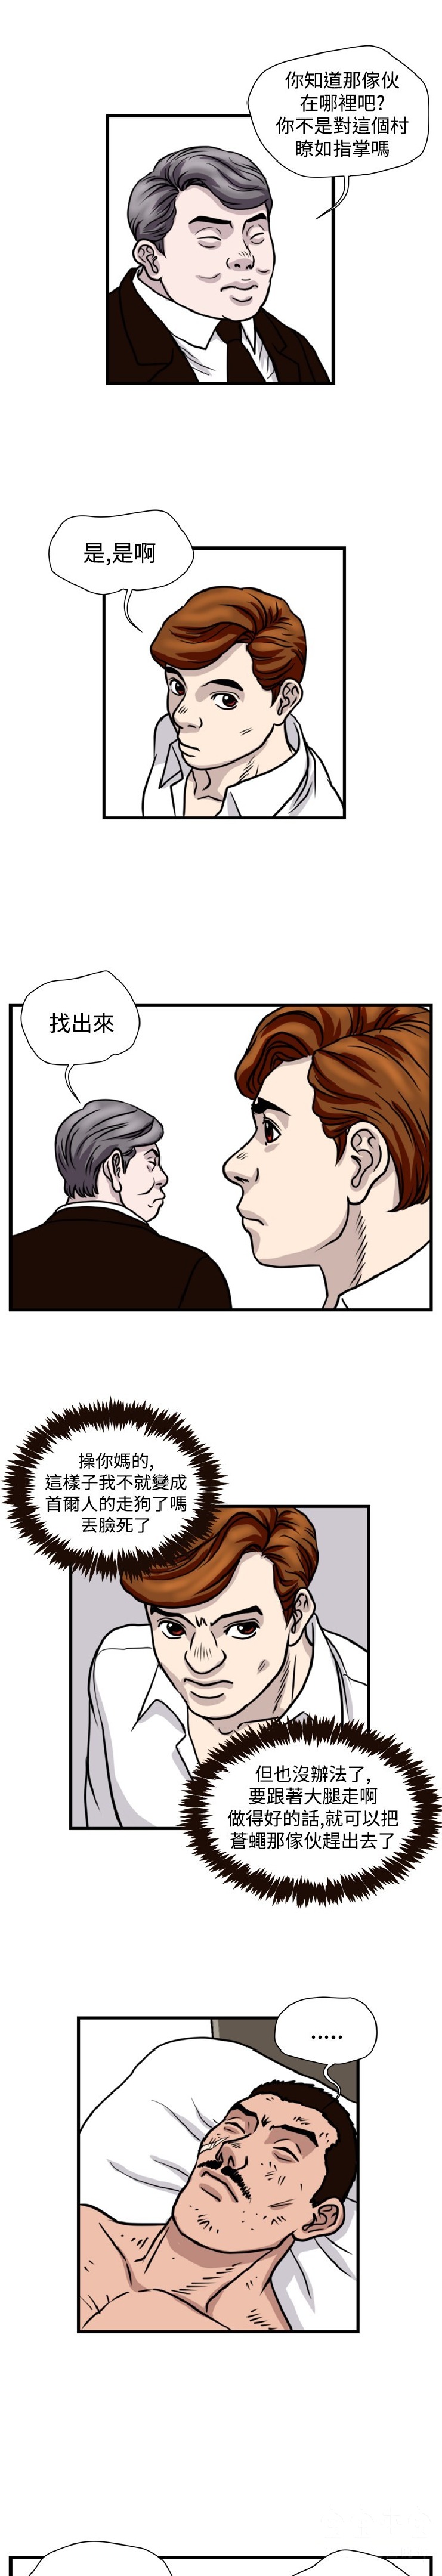 你知道那傢伙
在哪裡吧?
你不是對這個村
瞭如指掌嗎
是,是啊
找出來
操你媽的,
這樣子我不就變成
首爾人的走狗了嗎
丟臉死了
但也沒辦法了,
要跟著大腿走啊
做得好的話,就可以把
蒼蠅那傢伙趕出去了
.....